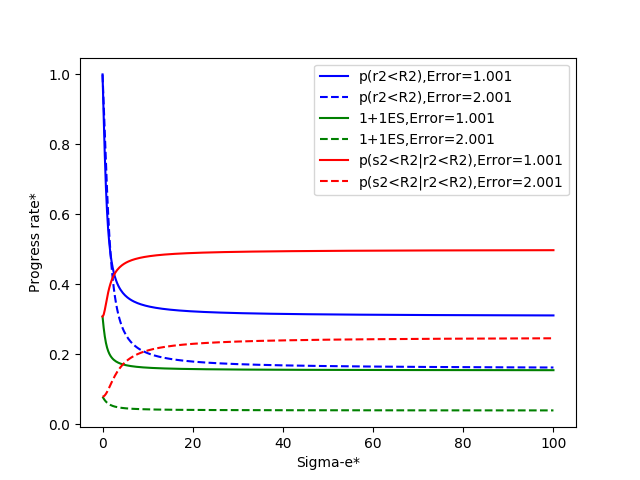 1.0
0.8
0.6
0.4
0.2
0.0
Progress rate*
0
20
40
60
80
100
Sigma-e*
p(r2<R2),Error=1.001
p(r2<R2),Error=2.001
1+1ES,Error=1.001
1+1ES,Error=2.001
p(s2<R2|r2<R2),Error=1.001
p(s2<R2|r2<R2),Error=2.001